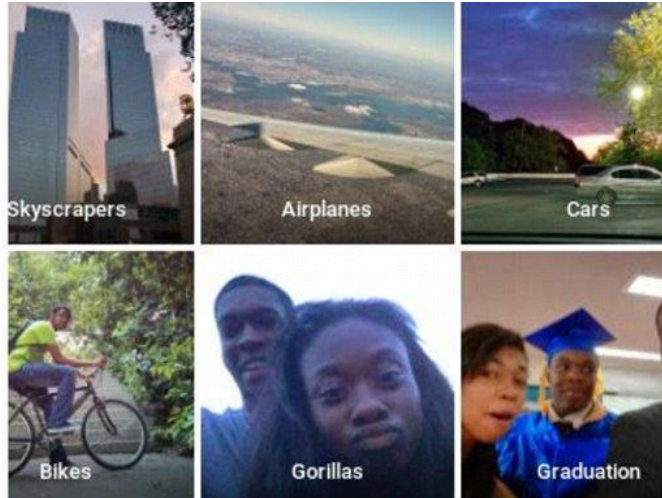 Skyscrapers
Airplanes
Cars
Bikes
Gorillas
Graduation